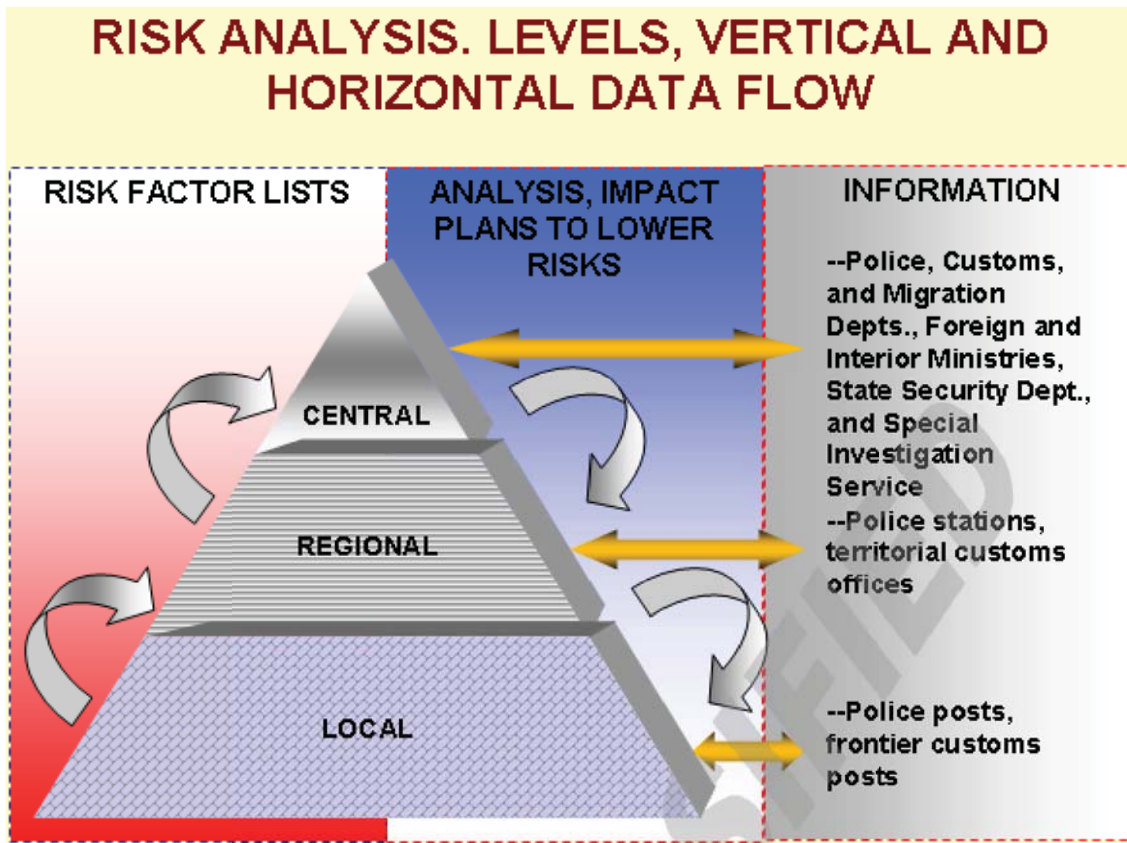 RISK ANALYSIS. LEVELS, VERTICAL AND
HORIZONTAL DATA FLOW
RISK FACTOR LISTS
ANALYSIS, IMPACT
PLANS TO LOWER
RISKS
INFORMATION
--Police, Customs,
and Migration
Depts., Foreign and
Interior Ministries,
State Security Dept.,
and Special
Investigation
Service
--Police stations,
territorial customs
offices
--Police posts,
frontier customs
posts
CENTRAL
REGIONAL
LOCAL
SIFIED